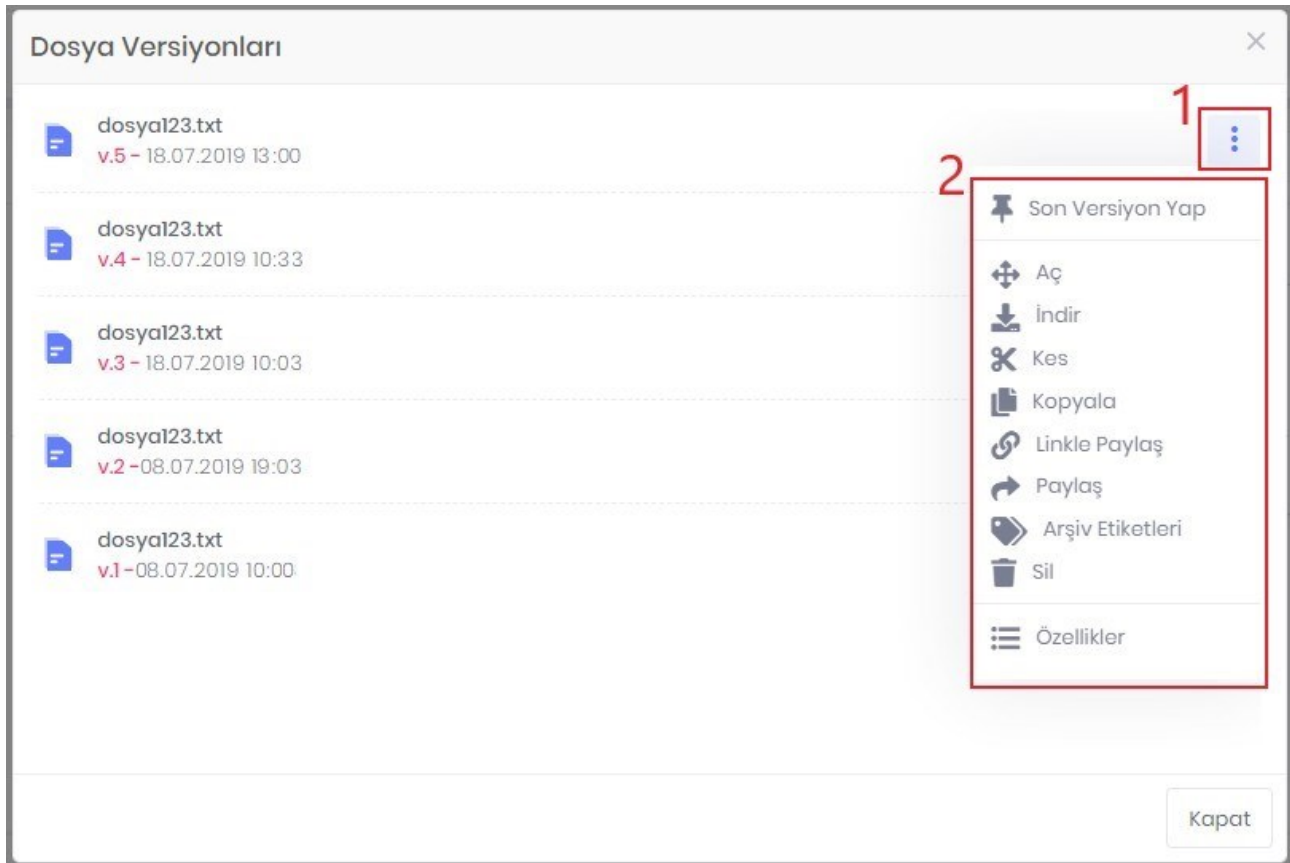 Dosya Versiyonları
1
dosya123.txt
v.5 - 18.07.2019 13:00
2
Son Versiyon Yap
dosya123.txt
v.4 - 18.07.2019 10:33
Aç
İndir
dosya123.txt
v.3 - 18.07.2019 10:03
Kes
Kopyala
dosya123.txt
v.2 -08.07.2019 19:03
Linkle Paylaş
Paylaş
Arşiv Etiketleri
dosya123.txt
v.1 -08.07.2019 10:00
Sil
Özellikler
Kapat